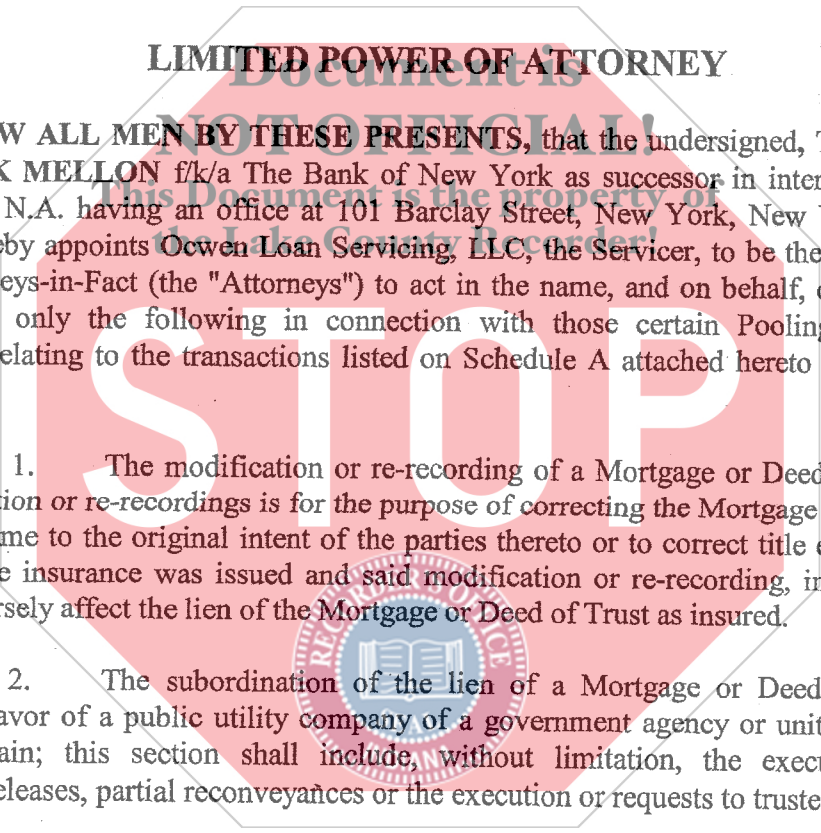 LIMITED POWER OF ATTORNEY
Document is
W ALL MEN BY THESE PRESENTS, that the undersigned, T
NOT OFFICIAL!
K MELLON f/k/a The Bank of New York as successor in inter
This Document is the property of
N.A. having an office at 101 Barclay Street, New York, New Y
the Lake County Recorder!
eby appoints Ocwen Loan Servicing, LLC, the Servicer, to be the
eys-in-Fact (the "Attorneys") to act in the name, and on behalf, o
only the following in connection with those certain Pooling
elating to the transactions listed on Schedule A attached hereto
STOP
1. The modification or re-recording of a Mortgage or Deed
tion or re-recordings is for the purpose of correcting the Mortgage
me to the original intent of the parties thereto or to correct title e
e insurance was issued and said modification or re-recording, in
rsely affect the lien of the Mortgage or Deed of Trust as insured.
RECORDER'S OFFICE
2. The subordination of the lien of a Mortgage or Deed
avor of a public utility company of a government agency or unit
ain; this section shall include, without limitation, the execu
eleases, partial reconveyances or the execution or requests to trustee